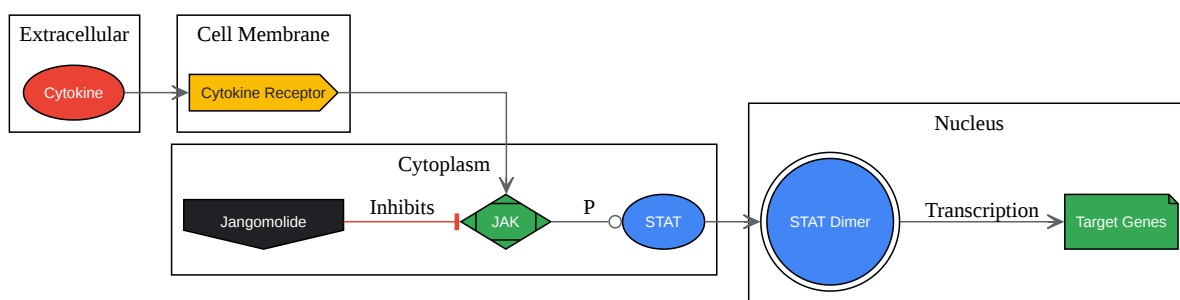 Extracellular
Cytokine
Cell Membrane
Cytokine Receptor
Cytoplasm
Jangomolide
Inhibits
JAK
P
STAT
Nucleus
STAT Dimer
Transcription
Target Genes